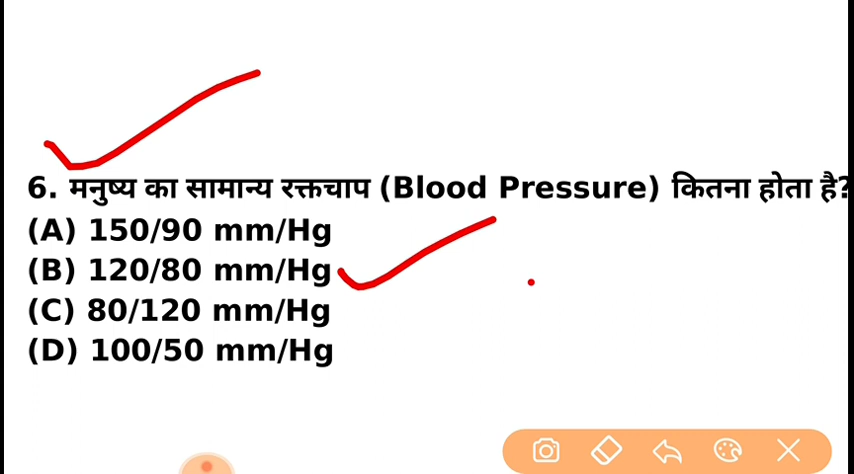 6. मनुष्य का सामान्य रक्तचाप (Blood Pressure) कितना होता है?
(A) 150/90 mm/Hg
(B) 120/80 mm/Hg
(C) 80/120 mm/Hg
(D) 100/50 mm/Hg